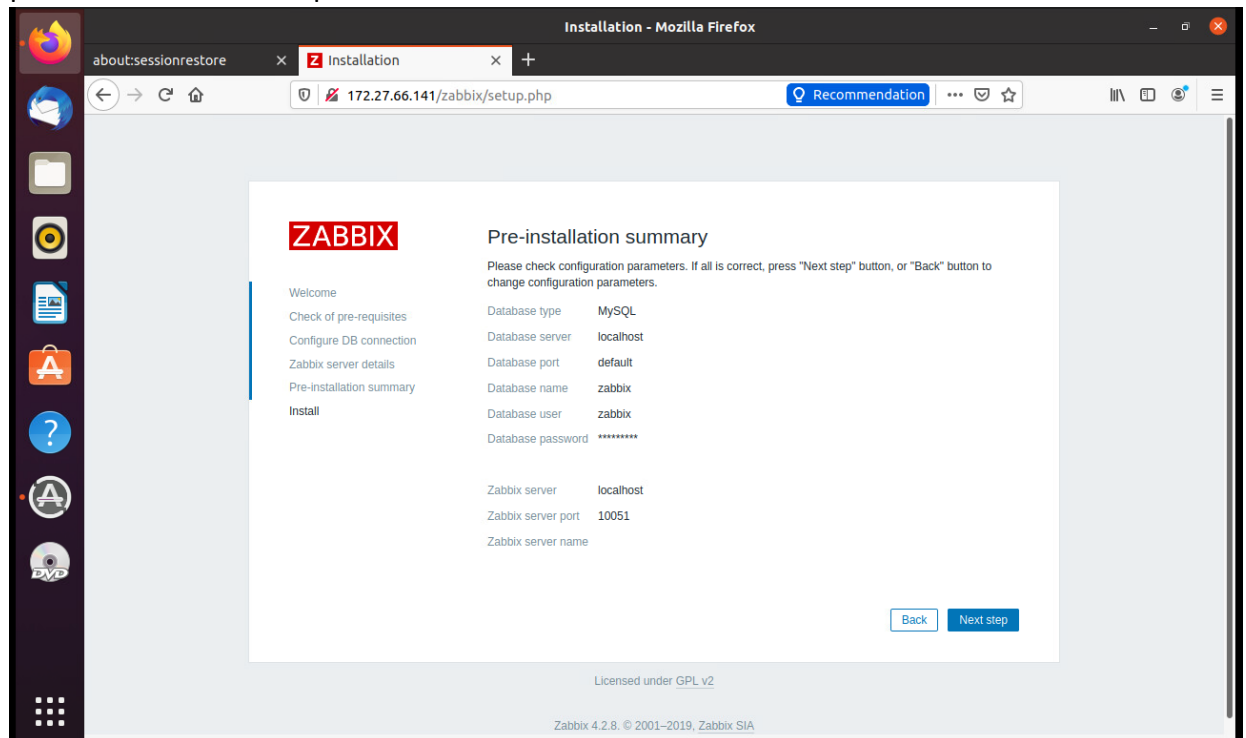 Installation - Mozilla Firefox
about:sessionrestore
Z Installation
172.27.66.141/zabbix/setup.php
Recommendation
ZABBIX
Welcome
Check of pre-requisites
Configure DB connection
Zabbix server details
Pre-installation summary
Install
Pre-installation summary
Please check configuration parameters. If all is correct, press "Next step" button, or "Back" button to
change configuration parameters.
Database type MySQL
Database server localhost
Database port default
Database name zabbix
Database user zabbix
Database password *********
Zabbix server localhost
Zabbix server port 10051
Zabbix server name
Back Next step
Licensed under GPL v2
Zabbix 4.2.8. © 2001–2019, Zabbix SIA
DVD